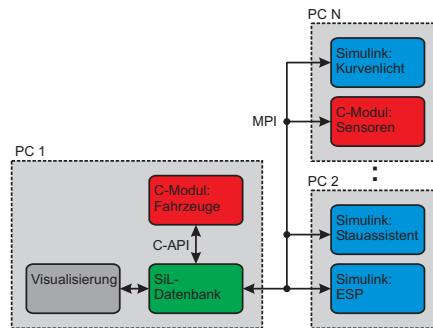 PC N
Simulink:
Kurvenlicht
MPI
C-Modul:
Sensoren
PC 1
C-Modul:
Fahrzeuge
C-API
Visualisierung
SiL-
Datenbank
PC 2
Simulink:
Stauassistent
Simulink:
ESP